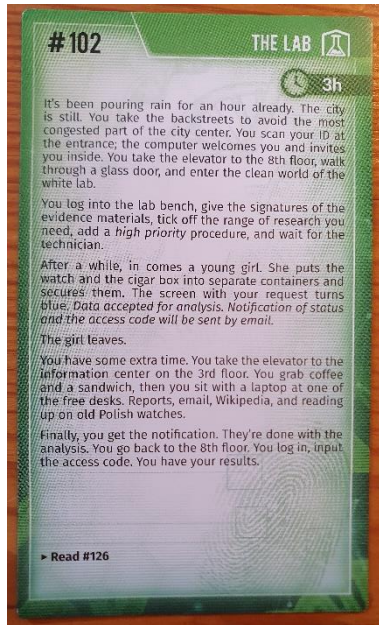 #102
THE LAB
3h
It's been pouring rain for an hour already. The city
is still. You take the backstreets to avoid the most
congested part of the city center. You scan your ID at
the entrance; the computer welcomes you and invites
you inside. You take the elevator to the 8th floor, walk
through a glass door, and enter the clean world of the
white lab.
You log into the lab bench, give the signatures of the
evidence materials, tick off the range of research you
need, add a high priority procedure, and wait for the
technician.
After a while, in comes a young girl. She puts the
watch and the cigar box into separate containers and
secures them. The screen with your request turns
blue. Data accepted for analysis. Notification of status
and the access code will be sent by email.
The girl leaves.
You have some extra time. You take the elevator to the
information center on the 3rd floor. You grab coffee
and a sandwich, then you sit with a laptop at one of
the free desks. Reports, email, Wikipedia, and reading
up on old Polish watches.
Finally, you get the notification. They're done with the
analysis. You go back to the 8th floor. You log in, input
the access code. You have your results.
▸ Read #126